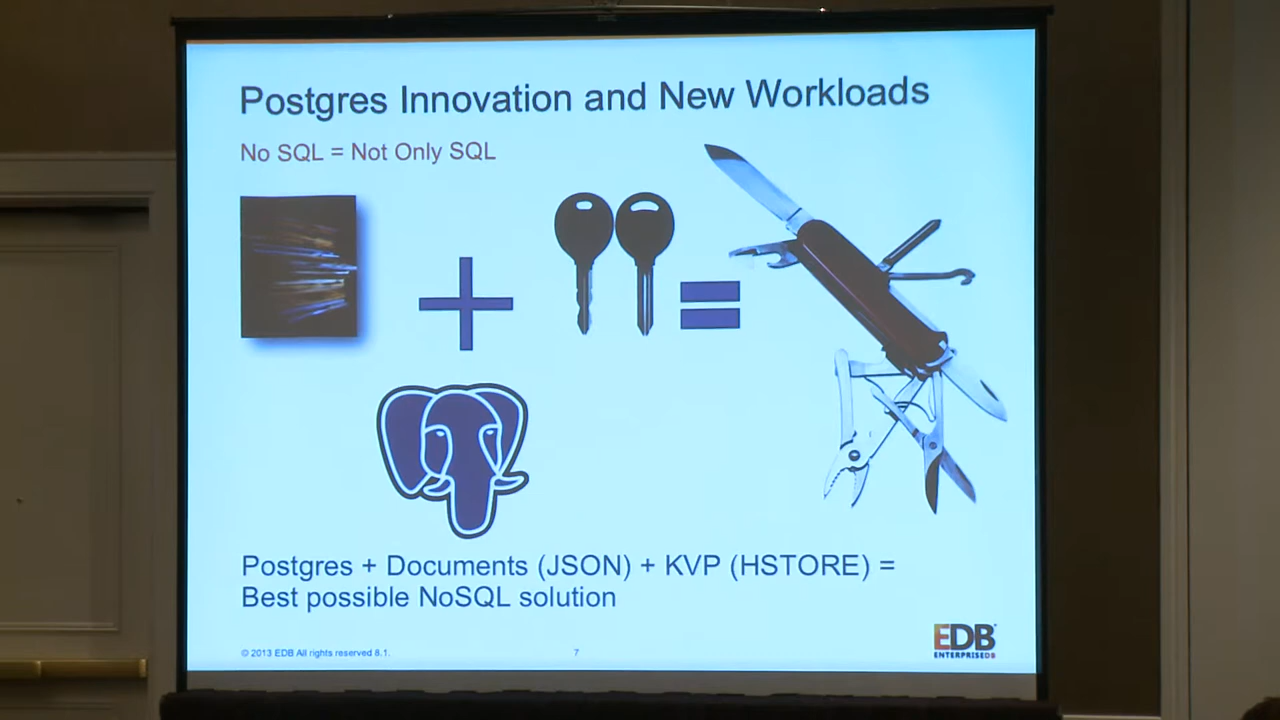 Postgres Innovation and New Workloads
No SQL = Not Only SQL
Postgres + Documents (JSON) + KVP (HSTORE) =
Best possible NoSQL solution
© 2013 EDB All rights reserved 8.1.
7
EDB
ENTERPRISEDB